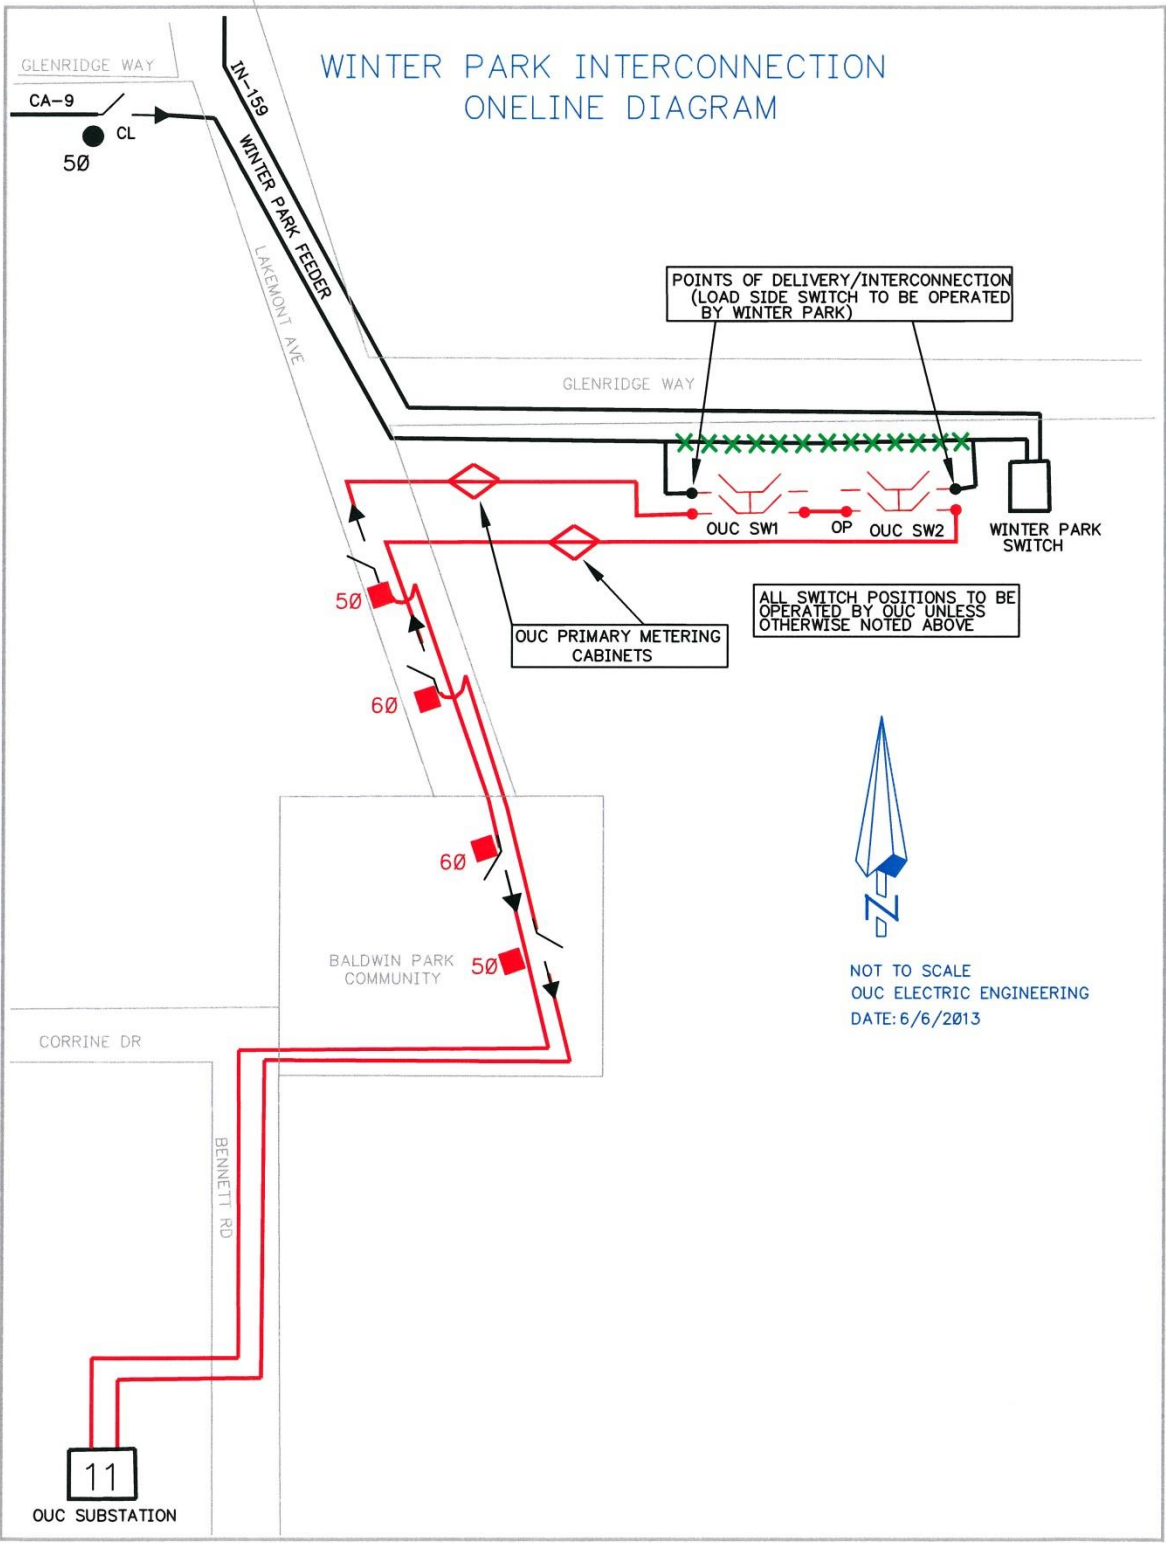 WINTER PARK INTERCONNECTION
ONELINE DIAGRAM
GLENRIDGE WAY
CA-9
CL
5Ø
IN-159
WINTER PARK FEEDER
LAKEMONT AVE
POINTS OF DELIVERY/INTERCONNECTION
(LOAD SIDE SWITCH TO BE OPERATED
BY WINTER PARK)
GLENRIDGE WAY
OUC SW1
OP
OUC SW2
WINTER PARK
SWITCH
5Ø
ALL SWITCH POSITIONS TO BE
OPERATED BY OUC UNLESS
OTHERWISE NOTED ABOVE
OUC PRIMARY METERING
CABINETS
6Ø
6Ø
BALDWIN PARK
COMMUNITY
5Ø
N
NOT TO SCALE
OUC ELECTRIC ENGINEERING
DATE: 6/6/2Ø13
CORRINE DR
BENNETT RD
11
OUC SUBSTATION